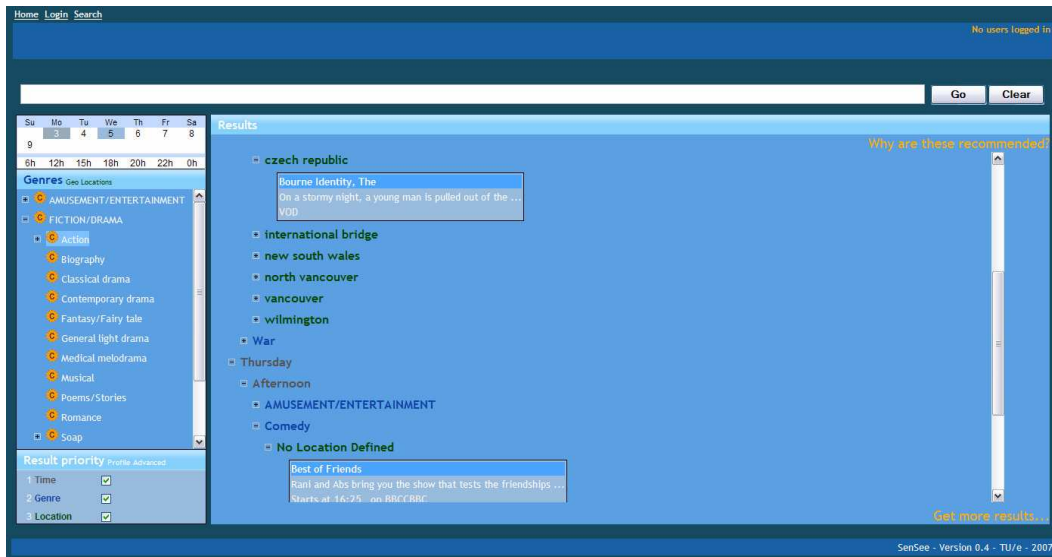 Home Login Search
No users logged in
Go Clear
Su Mo Tu We Th Fr Sa
3 4 5 6 7 8
9
6h 12h 15h 18h 20h 22h 0h
Genres Geo Locations
AMUSEMENT/ENTERTAINMENT
FICTION/DRAMA
Action
Biography
Classical drama
Contemporary drama
Fantasy/Fairy tale
General light drama
Medical melodrama
Musical
Poems/Stories
Romance
Soap
Result priority Profile Advanced
1 Time
2 Genre
3 Location
Results
Why are these recommended?
czech republic
Bourne Identity, The
On a stormy night, a young man is pulled out of the ...
VOD
international bridge
new south wales
north vancouver
vancouver
wilmington
War
Thursday
Afternoon
AMUSEMENT/ENTERTAINMENT
Comedy
No Location Defined
Best of Friends
Rani and Abs bring you the show that tests the friendships ...
Starts at 16:25 on BBCCBBC
Get more results...
SenSee - Version 0.4 - TU/e - 2007